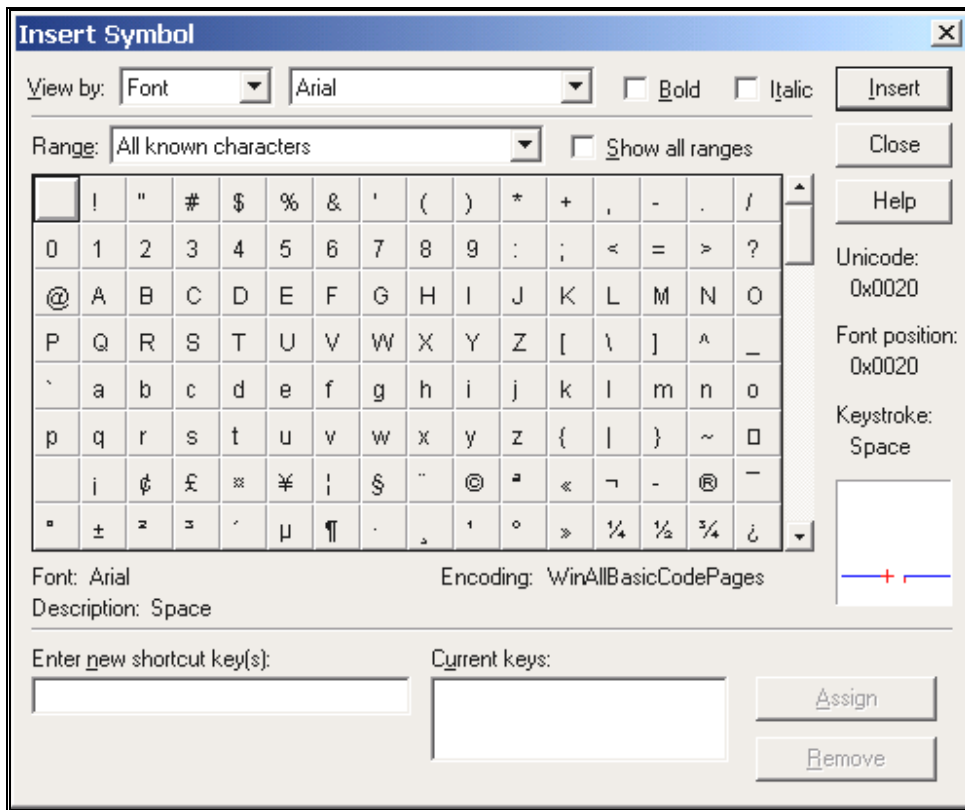 Insert Symbol
View by: Font Arial Bold Italic Insert
Range: All known characters Show all ranges Close
Help
! " # $ % & ' ( ) * + , - . /
0 1 2 3 4 5 6 7 8 9 : ; < = > ?
@ A B C D E F G H I J K L M N O
P Q R S T U V W X Y Z [ \ ] ^ _
` a b c d e f g h i j k l m n o
p q r s t u v w x y z { | } ~ □
¡ ¢ £ ¤ ¥ ¦ § ¨ © ª « ¬ - ® ¯
° ± ² ³ ´ µ ¶ · ¸ ¹ º » ¼ ½ ¾ ¿
Unicode:
0x0020
Font position:
0x0020
Keystroke:
Space
Font: Arial Encoding: WinAllBasicCodePages
Description: Space
Enter new shortcut key(s): Current keys:
Assign
Remove